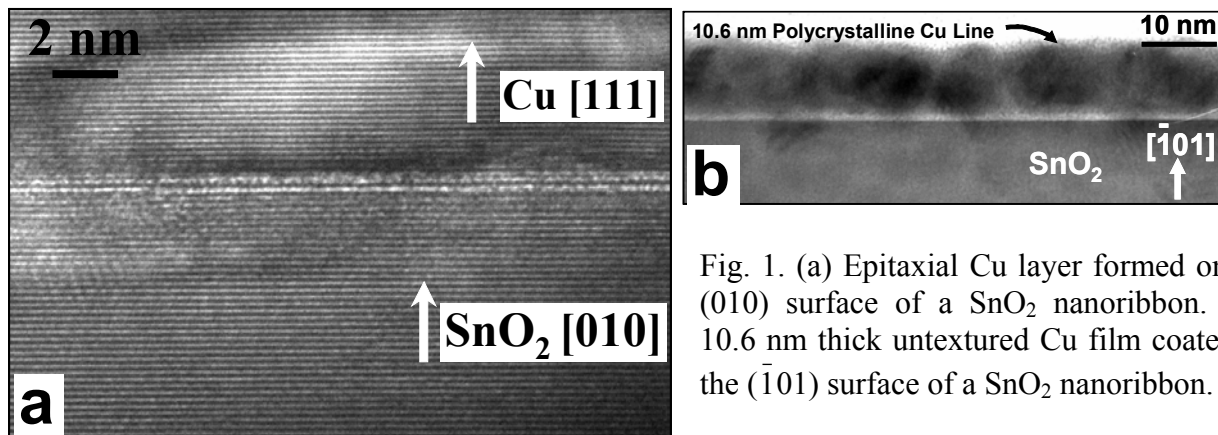 2 nm
Cu [111]
SnO₂ [010]
a
10.6 nm Polycrystalline Cu Line
10 nm
[1̄01]
SnO₂
b
Fig. 1. (a) Epitaxial Cu layer formed on
(010) surface of a SnO₂ nanoribbon.
10.6 nm thick untextured Cu film coate
the (1̄01) surface of a SnO₂ nanoribbon.